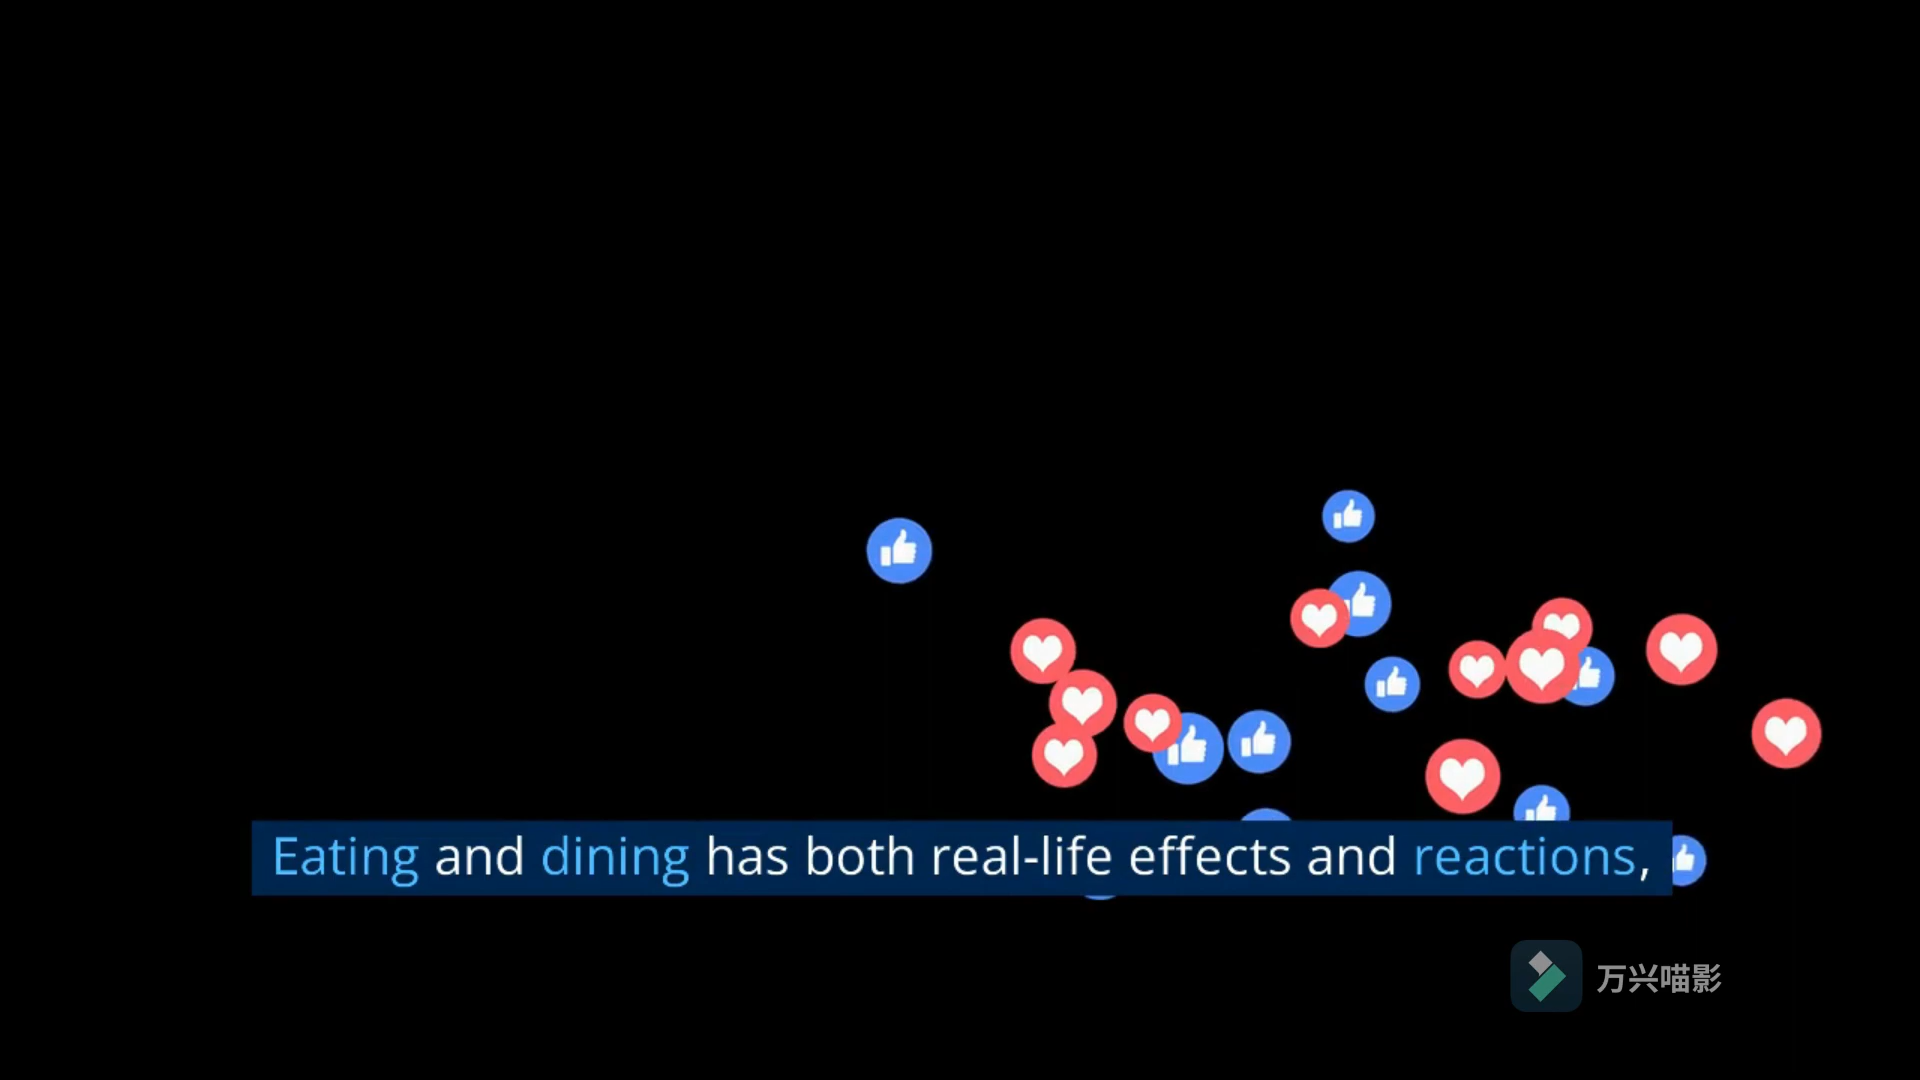 Eating and dining has both real-life effects and reactions,
万兴喵影